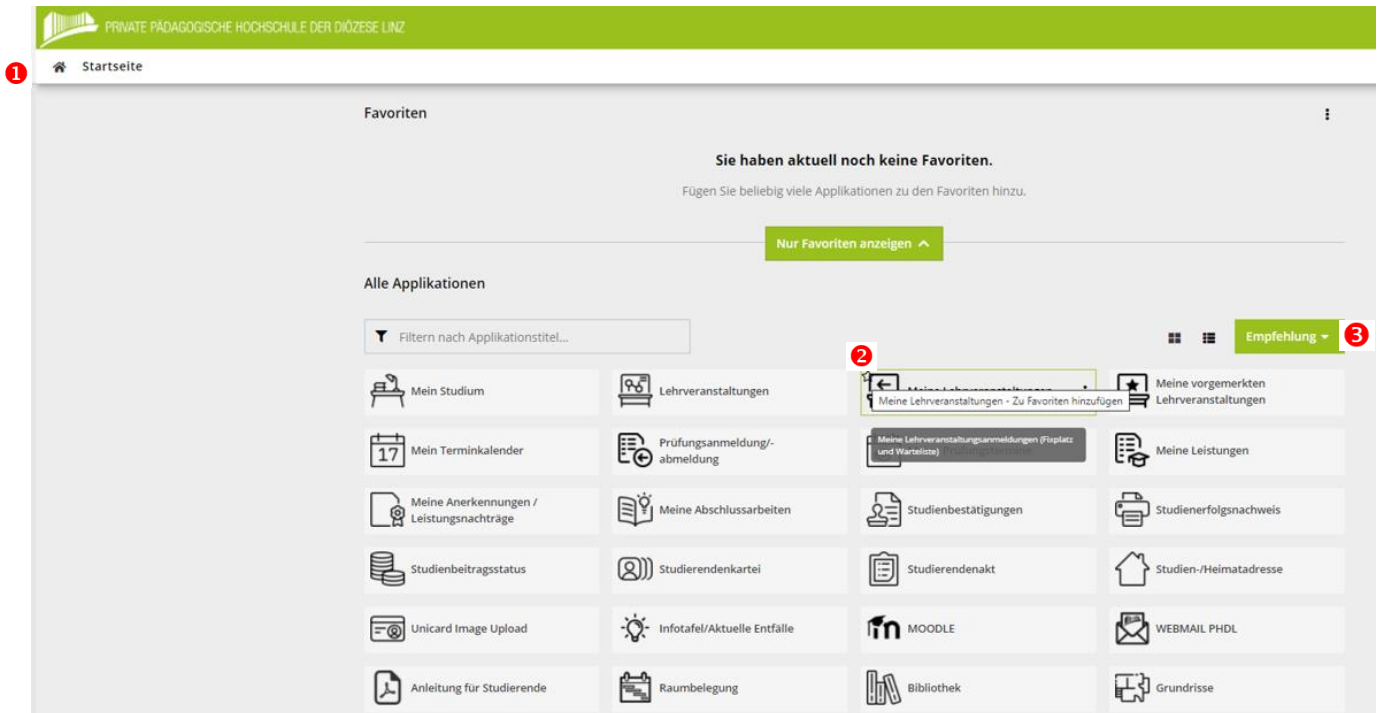 PRIVATE PÄDAGOGISCHE HOCHSCHULE DER DIÖZESE LINZ
1 Startseite
Favoriten
Sie haben aktuell noch keine Favoriten.
Fügen Sie beliebig viele Applikationen zu den Favoriten hinzu.
Nur Favoriten anzeigen
Alle Applikationen
Filtern nach Applikationstitel...
Empfehlung 3
2
Mein Studium
Lehrveranstaltungen
Meine Lehrveranstaltungen
Meine Lehrveranstaltungen - Zu Favoriten hinzufügen
Meine vorgemerkten
Lehrveranstaltungen
17 Mein Terminkalender
Prüfungsanmeldung/-
abmeldung
Meine Lehrveranstaltungsanmeldungen (Fixplatz
und Warteliste)
Meine Leistungen
Meine Anerkennungen /
Leistungsnachträge
Meine Abschlussarbeiten
Studienbestätigungen
Studienerfolgsnachweis
Studienbeitragsstatus
Studierendenkartei
Studierendenakt
Studien-/Heimatadresse
Unicard Image Upload
Infotafel/Aktuelle Entfälle
MOODLE
WEBMAIL PHDL
Anleitung für Studierende
Raumbelegung
Bibliothek
Grundrisse